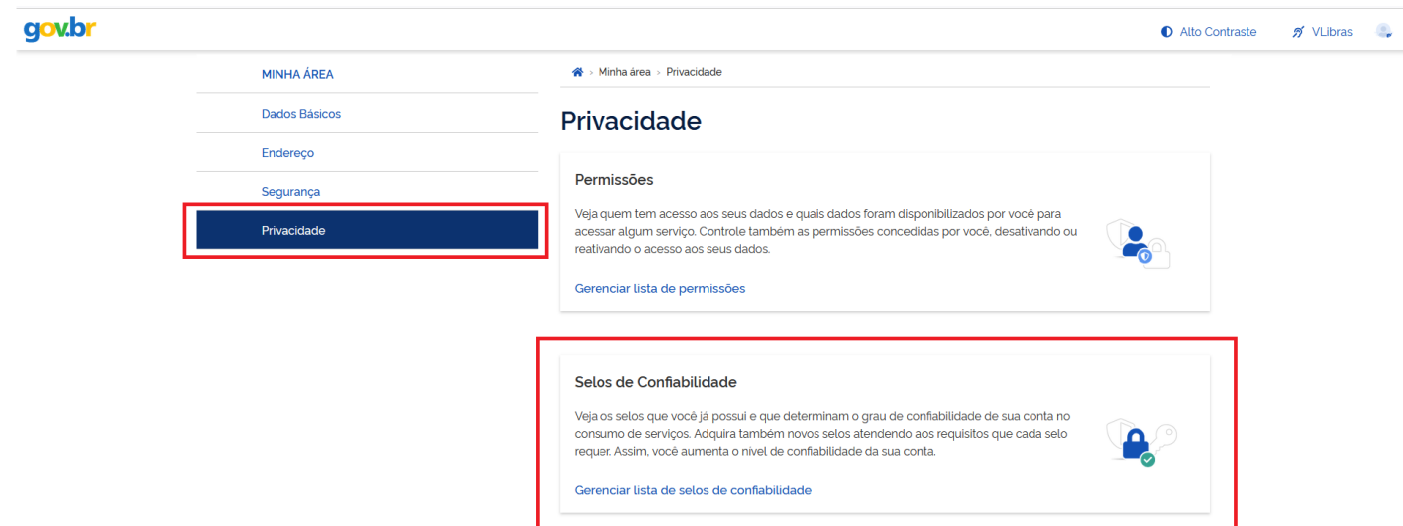 gov.br
Alto Contraste
VLibras
MINHA ÁREA
Dados Básicos
Endereço
Segurança
Privacidade
Minha área > Privacidade
Privacidade
Permissões
Veja quem tem acesso aos seus dados e quais dados foram disponibilizados por você para
acessar algum serviço. Controle também as permissões concedidas por você, desativando ou
reativando o acesso aos seus dados.
Gerenciar lista de permissões
Selos de Confiabilidade
Veja os selos que você já possui e que determinam o grau de confiabilidade de sua conta no
consumo de serviços. Adquira também novos selos atendendo aos requisitos que cada selo
requer. Assim, você aumenta o nível de confiabilidade da sua conta.
Gerenciar lista de selos de confiabilidade